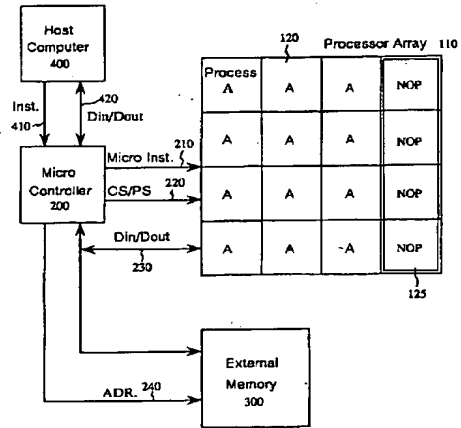 Host
Computer
400
Inst.
410
420
Din/Dout
Micro
Controller
200
Micro Inst.
210
CS/PS
220
Din/Dout
230
ADR.
240
External
Memory
300
120
Processor Array 110
Process
A A A NOP
A A A NOP
A A A NOP
A A -A NOP
125